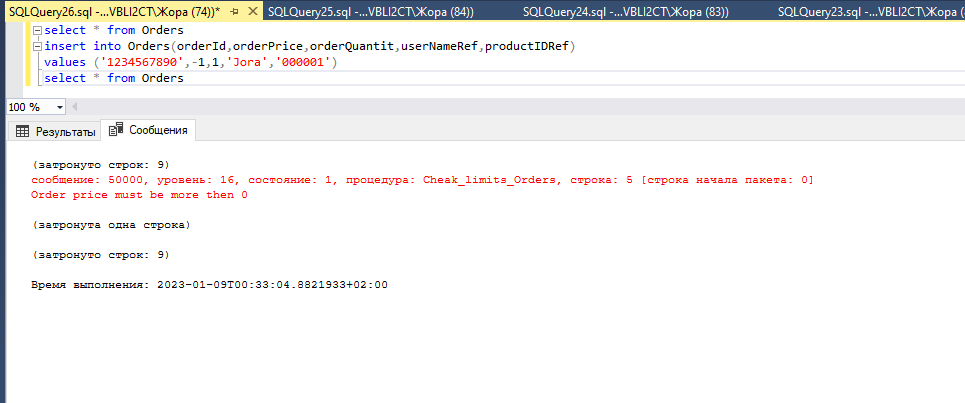 SQLQuery26.sql -...VBLI2CT\Жора (74))*
SQLQuery25.sql -...VBLI2CT\Жора (84))
SQLQuery24.sql -...VBLI2CT\Жора (83))
SQLQuery23.sql -...VBLI2CT\Жора (
select * from Orders
insert into Orders(orderId,orderPrice,orderQuantit,userNameRef,productIDRef)
values ('1234567890',-1,1,'Jora','000001')
select * from Orders
100 %
Результаты
Сообщения
(затронуто строк: 9)
сообщение: 50000, уровень: 16, состояние: 1, процедура: Cheak_limits_Orders, строка: 5 [строка начала пакета: 0]
Order price must be more then 0
(затронута одна строка)
(затронуто строк: 9)
Время выполнения: 2023-01-09T00:33:04.8821933+02:00